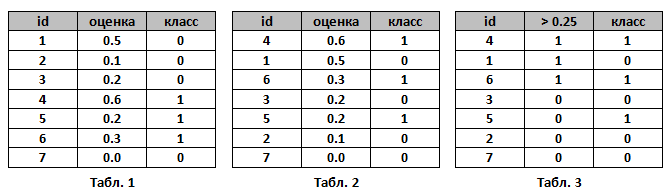 id оценка класс id оценка класс id > 0.25 класс
1 0.5 0 4 0.6 1 4 1 1
2 0.1 0 1 0.5 0 1 1 0
3 0.2 0 6 0.3 1 6 1 1
4 0.6 1 3 0.2 0 3 0 0
5 0.2 1 5 0.2 1 5 0 1
6 0.3 1 2 0.1 0 2 0 0
7 0.0 0 7 0.0 0 7 0 0
Табл. 1 Табл. 2 Табл. 3